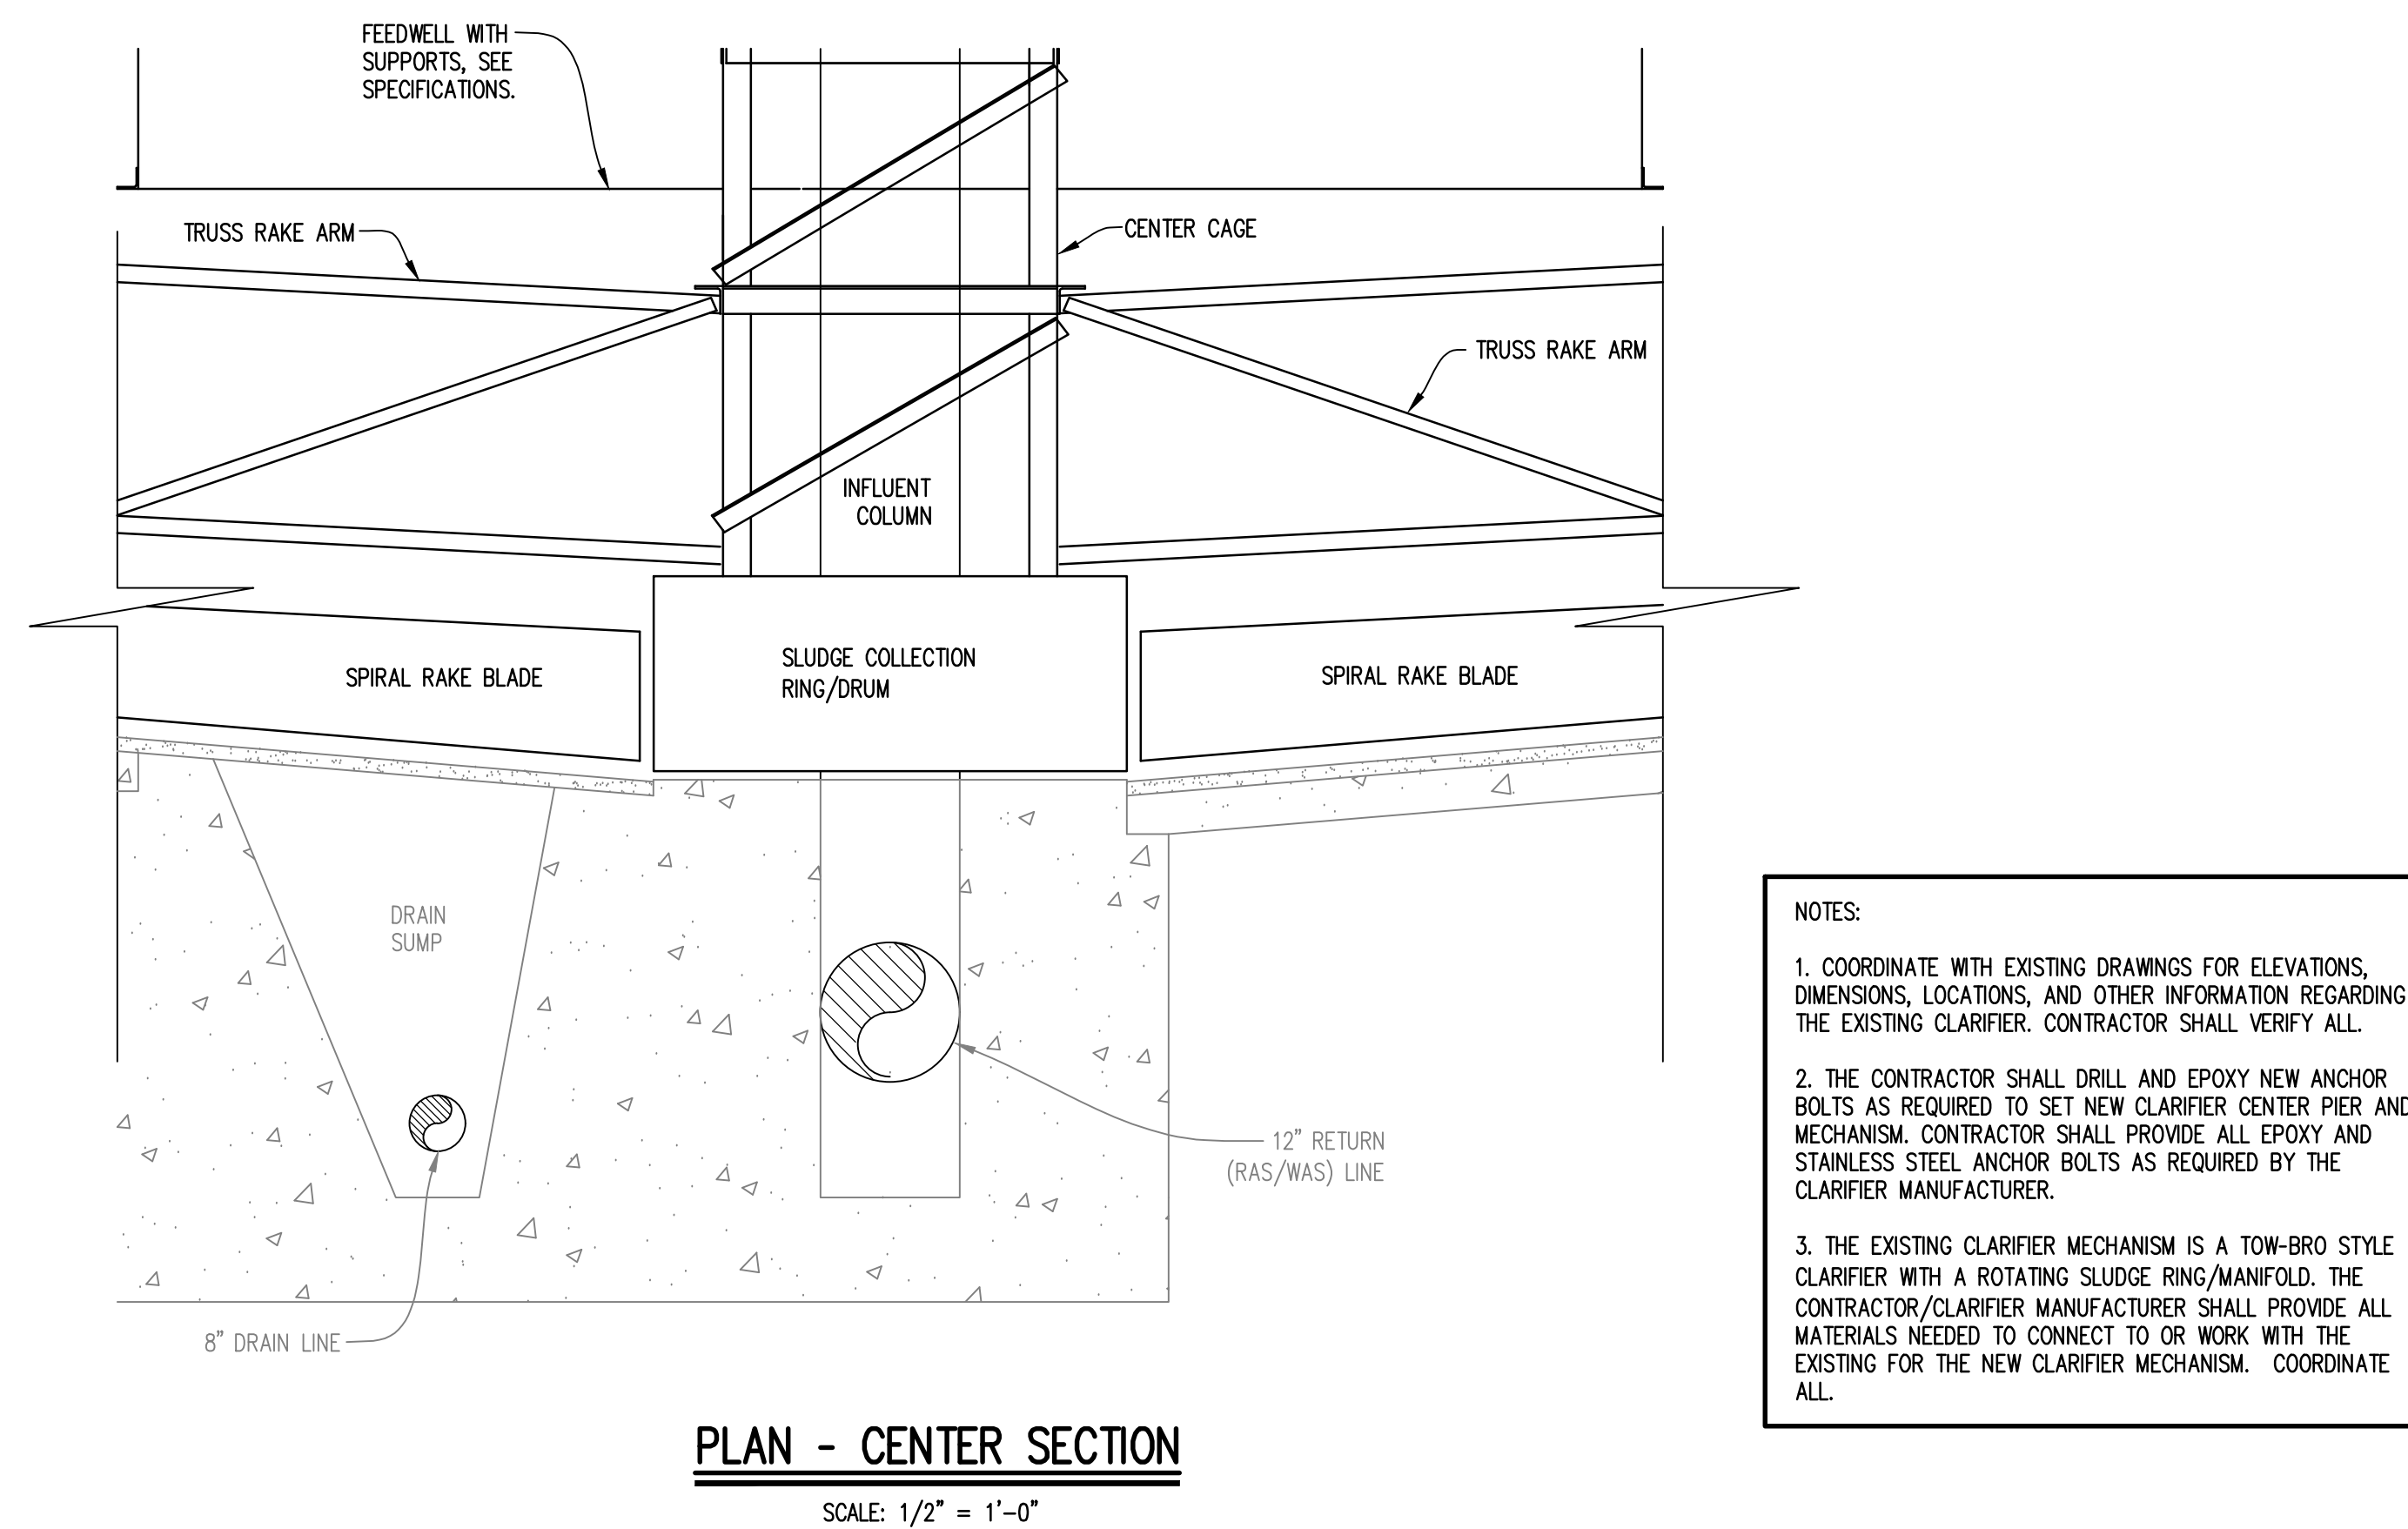 FEEDWELL WITH
SUPPORTS, SEE
SPECIFICATIONS.
TRUSS RAKE ARM
CENTER CAGE
TRUSS RAKE ARM
INFLUENT
COLUMN
SLUDGE COLLECTION
RING/DRUM
SPIRAL RAKE BLADE
SPIRAL RAKE BLADE
DRAIN
SUMP
12" RETURN
(RAS/WAS) LINE
8" DRAIN LINE
NOTES:
1. COORDINATE WITH EXISTING DRAWINGS FOR ELEVATIONS,
DIMENSIONS, LOCATIONS, AND OTHER INFORMATION REGARDING
THE EXISTING CLARIFIER. CONTRACTOR SHALL VERIFY ALL.
2. THE CONTRACTOR SHALL DRILL AND EPOXY NEW ANCHOR
BOLTS AS REQUIRED TO SET NEW CLARIFIER CENTER PIER AND
MECHANISM. CONTRACTOR SHALL PROVIDE ALL EPOXY AND
STAINLESS STEEL ANCHOR BOLTS AS REQUIRED BY THE
CLARIFIER MANUFACTURER.
3. THE EXISTING CLARIFIER MECHANISM IS A TOW-BRO STYLE
CLARIFIER WITH A ROTATING SLUDGE RING/MANIFOLD. THE
CONTRACTOR/CLARIFIER MANUFACTURER SHALL PROVIDE ALL
MATERIALS NEEDED TO CONNECT TO OR WORK WITH THE
EXISTING FOR THE NEW CLARIFIER MECHANISM. COORDINATE
ALL.
PLAN - CENTER SECTION
SCALE: 1/2" = 1'-0"